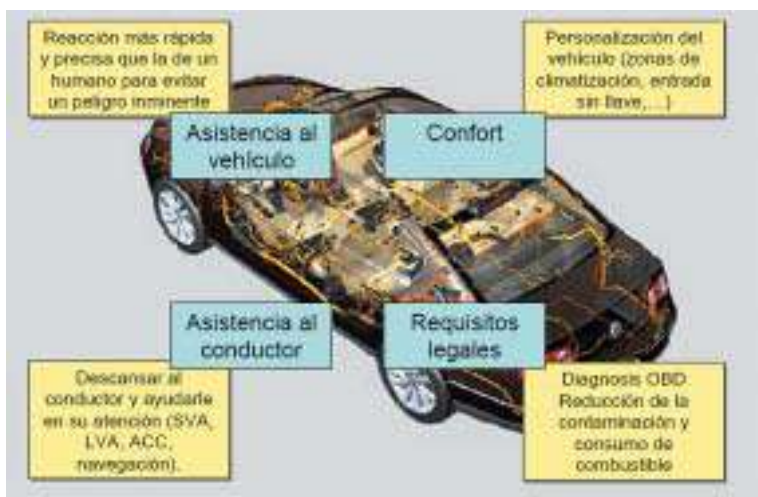 Reacción más rápida
y precisa que la de un
humano para evitar
un peligro inminente
Personalización del
vehículo (zonas de
climatización, entrada
sin llave,...)
Asistencia al
vehículo
Confort
Asistencia al
conductor
Requisitos
legales
Descansar al
conductor y ayudarle
en su atención (SVA,
LVA, ACC,
navegación).
Diagnosis OBD
Reducción de la
contaminación y
consumo de
combustible